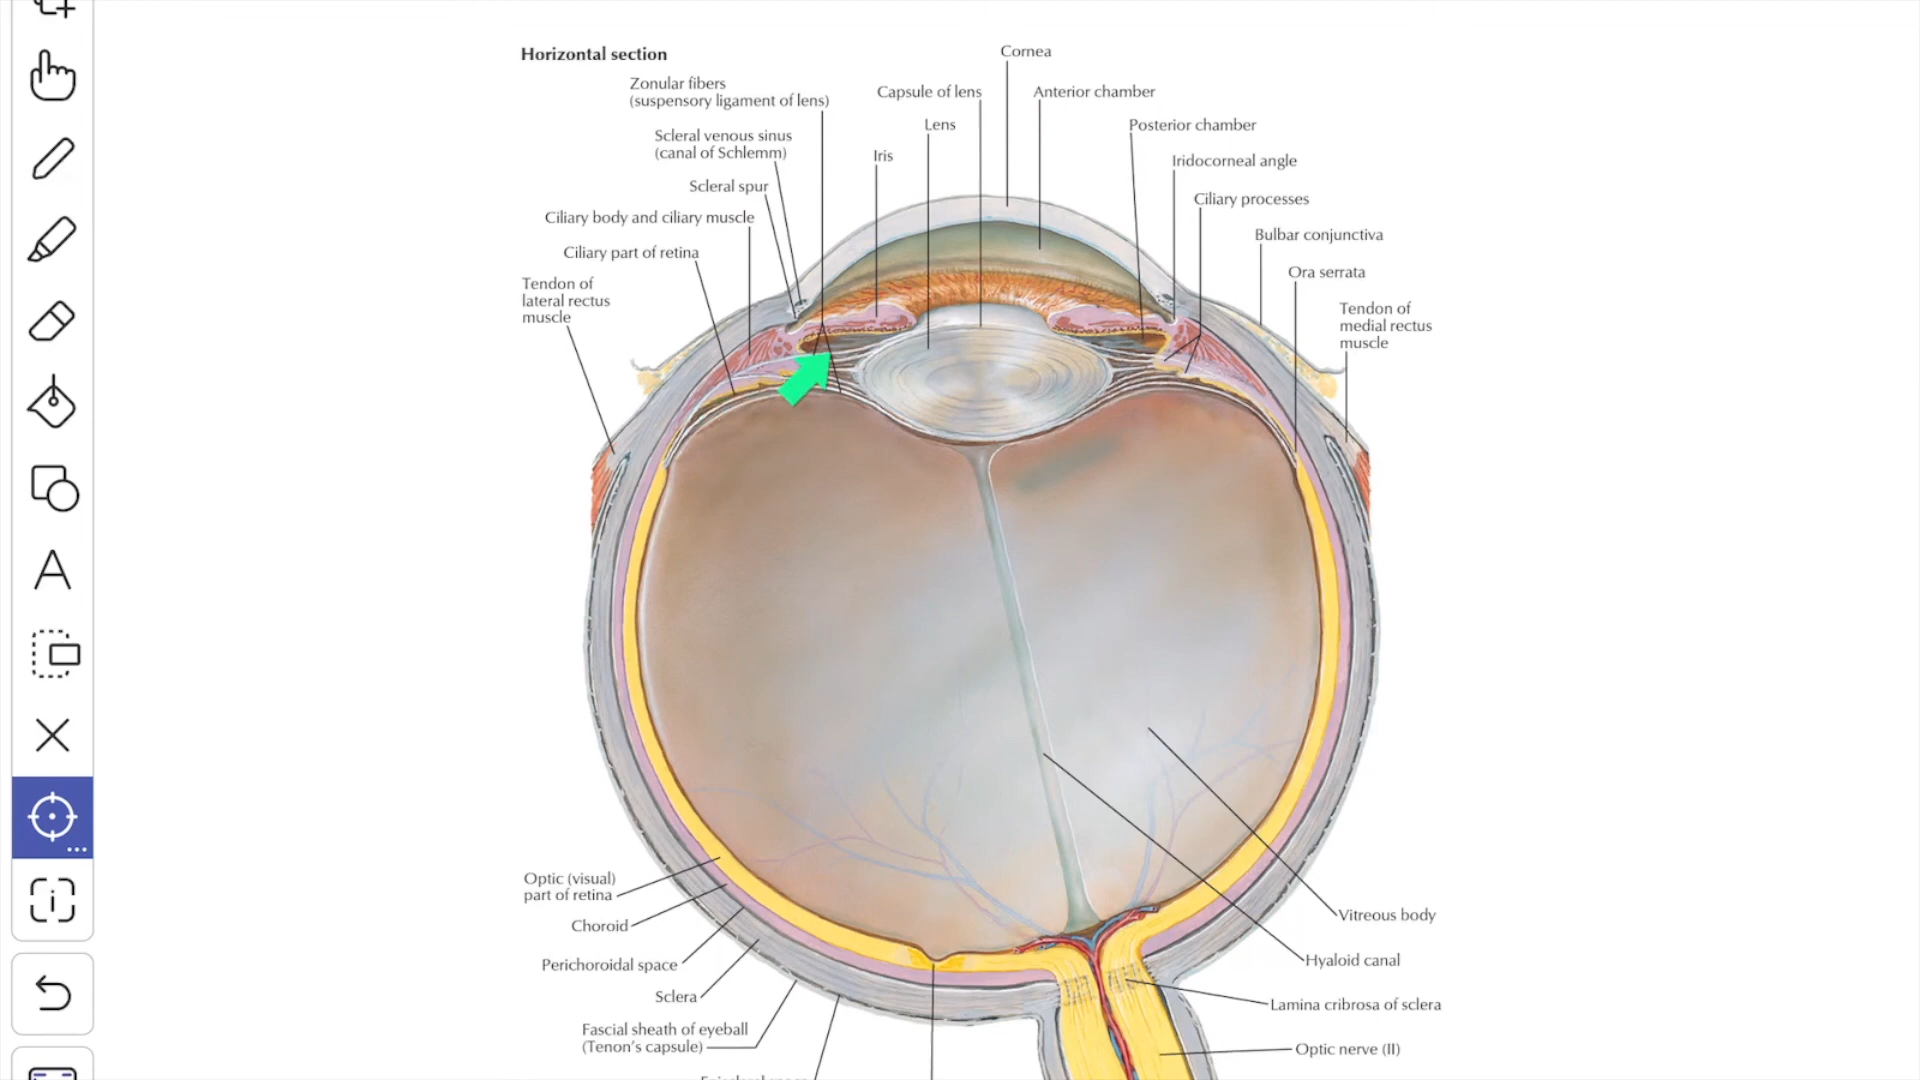 Horizontal section
Cornea
Zonular fibers
(suspensory ligament of lens)
Capsule of lens
Anterior chamber
Lens
Posterior chamber
Scleral venous sinus
(canal of Schlemm)
Iris
Iridocorneal angle
Scleral spur
Ciliary processes
Ciliary body and ciliary muscle
Bulbar conjunctiva
Ciliary part of retina
Ora serrata
Tendon of
lateral rectus
muscle
Tendon of
medial rectus
muscle
Optic (visual)
part of retina
Choroid
Vitreous body
Perichoroidal space
Hyaloid canal
Sclera
Lamina cribrosa of sclera
Fascial sheath of eyeball
(Tenon's capsule)
Optic nerve (II)